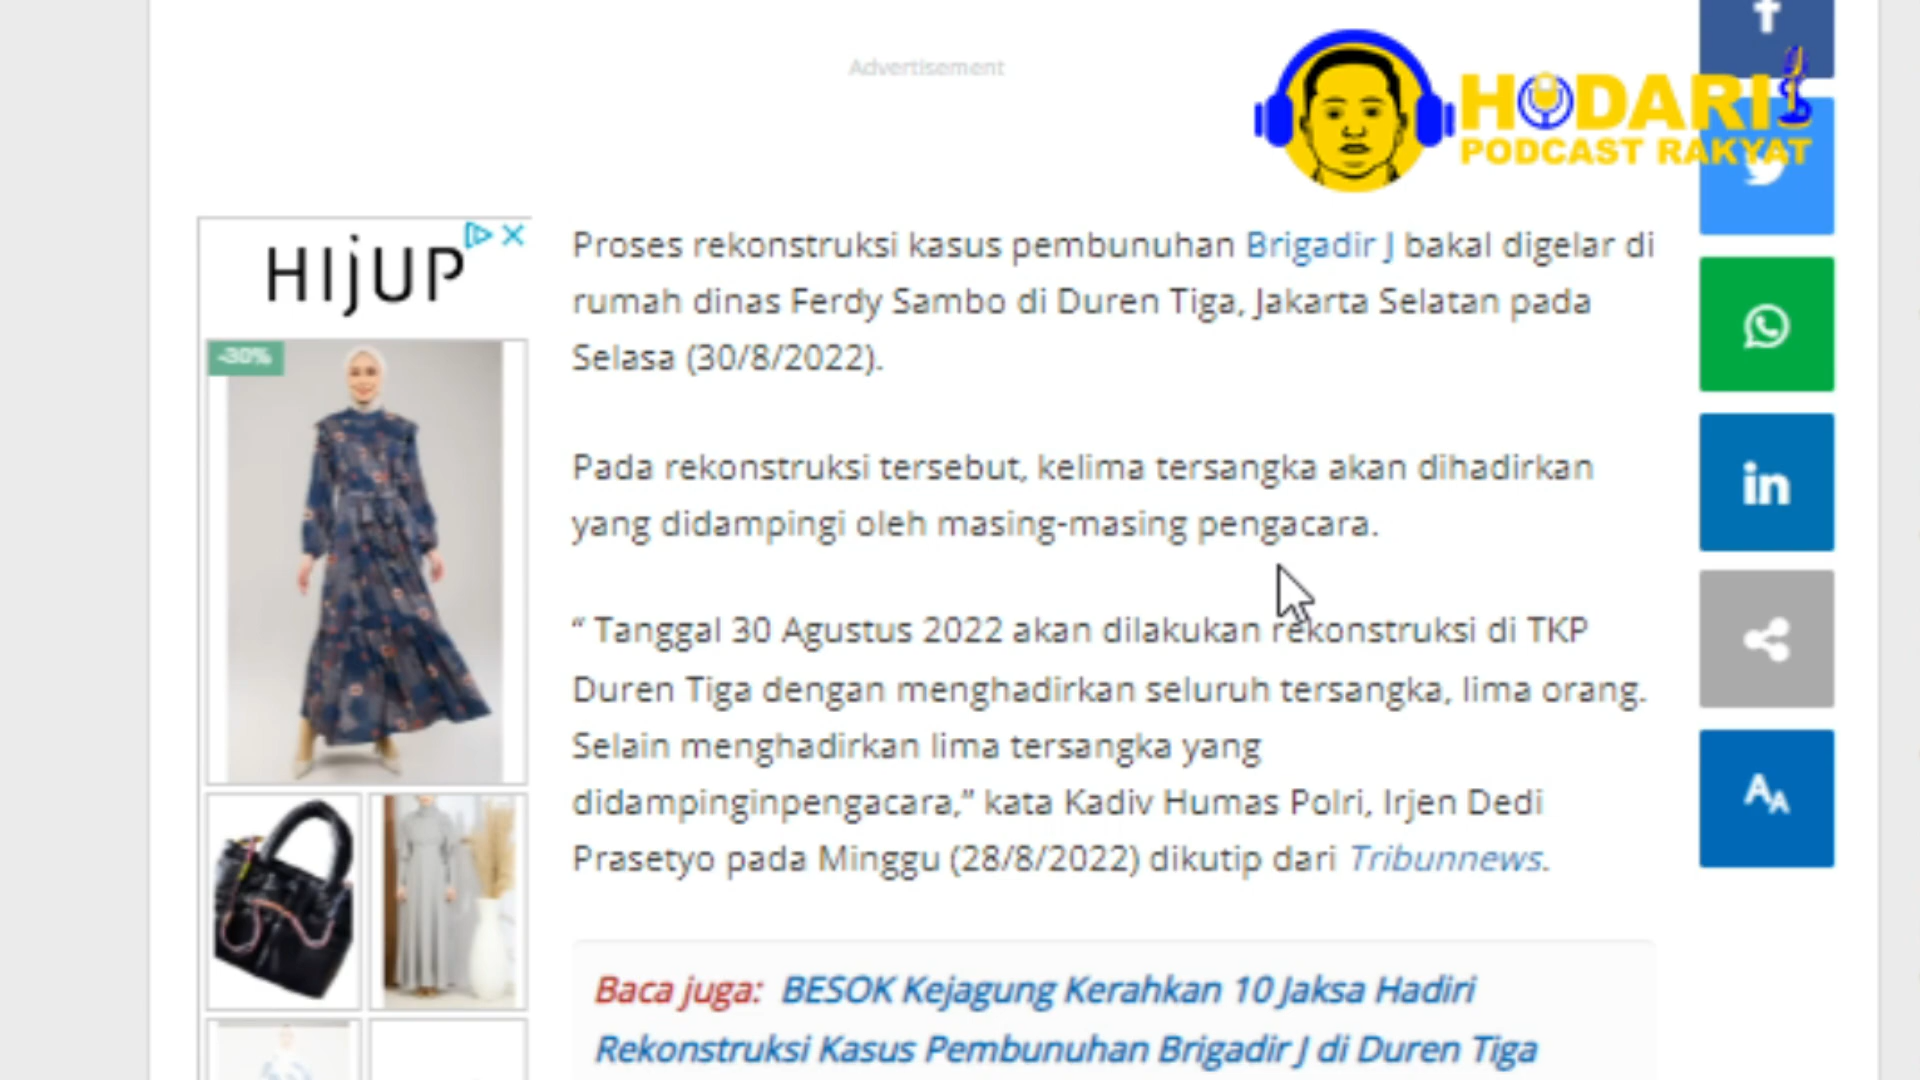 Advertisement
HODARI
PODCAST RAKYAT
HIJUP
-30%
Proses rekonstruksi kasus pembunuhan Brigadir J bakal digelar di
rumah dinas Ferdy Sambo di Duren Tiga, Jakarta Selatan pada
Selasa (30/8/2022).
Pada rekonstruksi tersebut, kelima tersangka akan dihadirkan
yang didampingi oleh masing-masing pengacara.
“ Tanggal 30 Agustus 2022 akan dilakukan rekonstruksi di TKP
Duren Tiga dengan menghadirkan seluruh tersangka, lima orang.
Selain menghadirkan lima tersangka yang
didampinginpengacara,” kata Kadiv Humas Polri, Irjen Dedi
Prasetyo pada Minggu (28/8/2022) dikutip dari Tribunnews.
Baca juga: BESOK Kejagung Kerahkan 10 Jaksa Hadiri
Rekonstruksi Kasus Pembunuhan Brigadir J di Duren Tiga